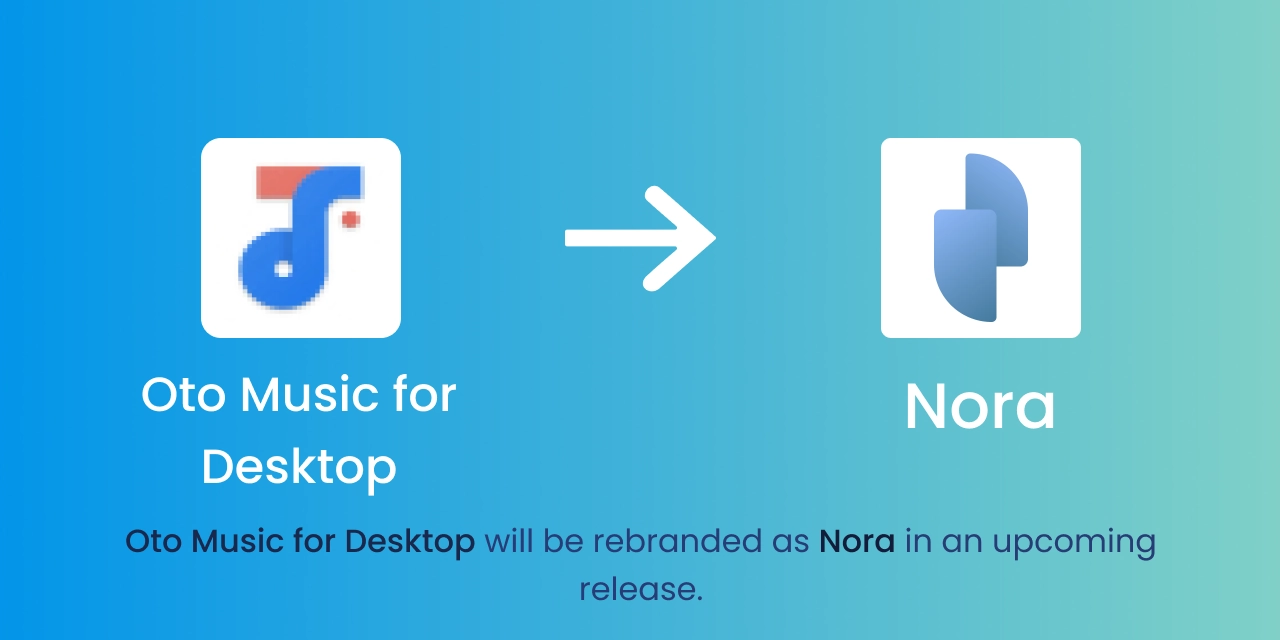 Oto Music for
Desktop
Nora
Oto Music for Desktop will be rebranded as Nora in an upcoming
release.